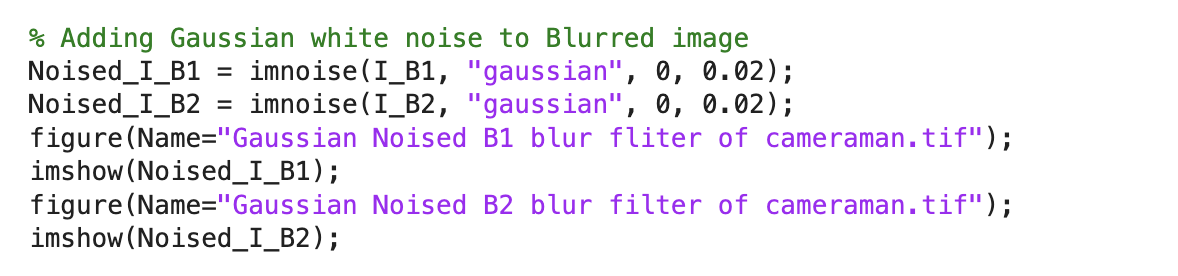 % Adding Gaussian white noise to Blurred image
Noised_I_B1 = imnoise(I_B1, "gaussian", 0, 0.02);
Noised_I_B2 = imnoise(I_B2, "gaussian", 0, 0.02);
figure(Name="Gaussian Noised B1 blur fliter of cameraman.tif");
imshow(Noised_I_B1);
figure(Name="Gaussian Noised B2 blur filter of cameraman.tif");
imshow(Noised_I_B2);